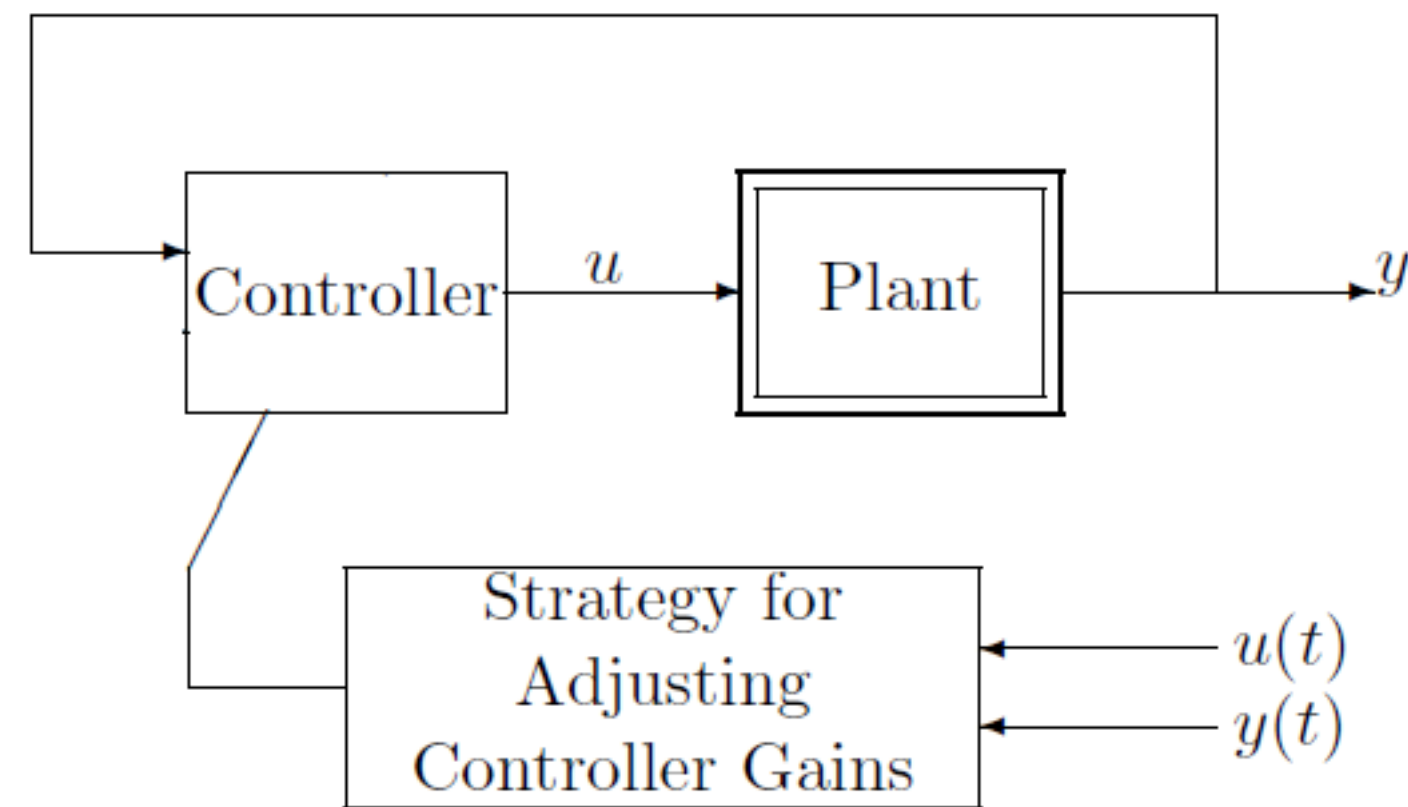 Controller
u
Plant
y
Strategy for
Adjusting
Controller Gains
u(t)
y(t)